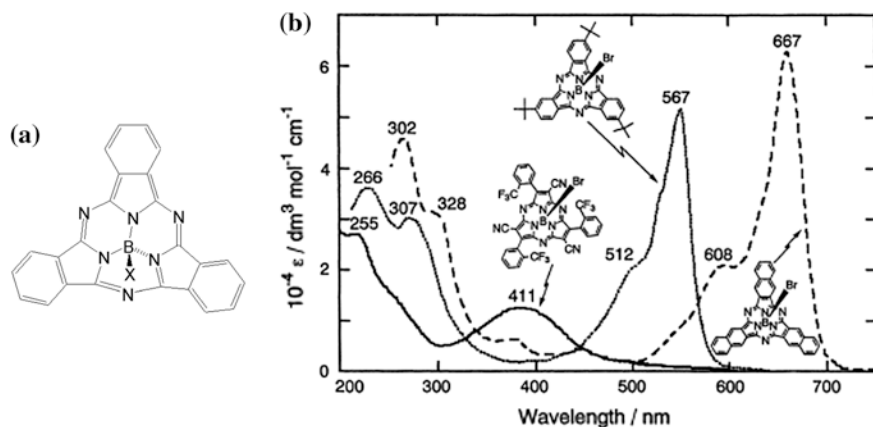 (a)
N
N
N
B
N
N
X
N
(b)
10⁻⁴ ε / dm³ mol⁻¹ cm⁻¹
6
4
2
0
200
300
400
500
600
700
Wavelength / nm
266
255
302
307
328
411
512
567
608
667
Br
N
N
B
N
N
N
N
CF₃
CN
Br
CF₃
N
N
N
B
N
N
N
NC
CN
CF₃
Br
N
N
N
B
N
N
N